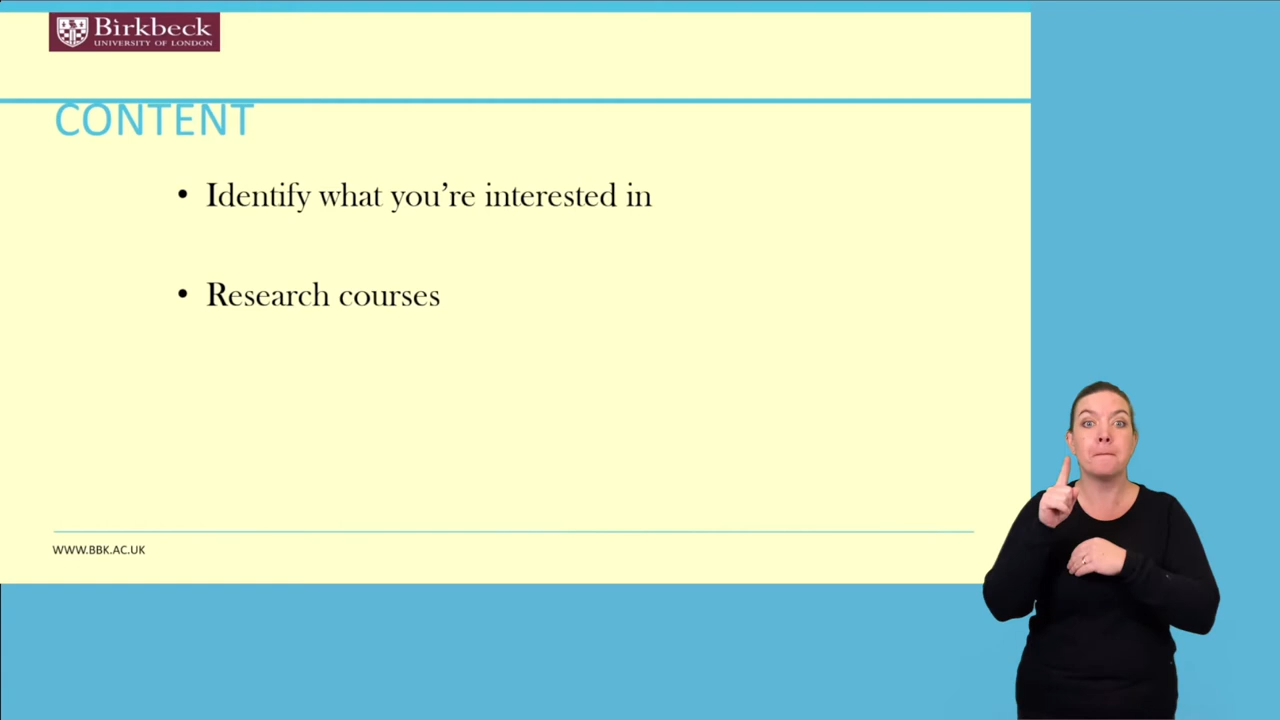 Birkbeck
UNIVERSITY OF LONDON
CONTENT
• Identify what you’re interested in
• Research courses
WWW.BBK.AC.UK